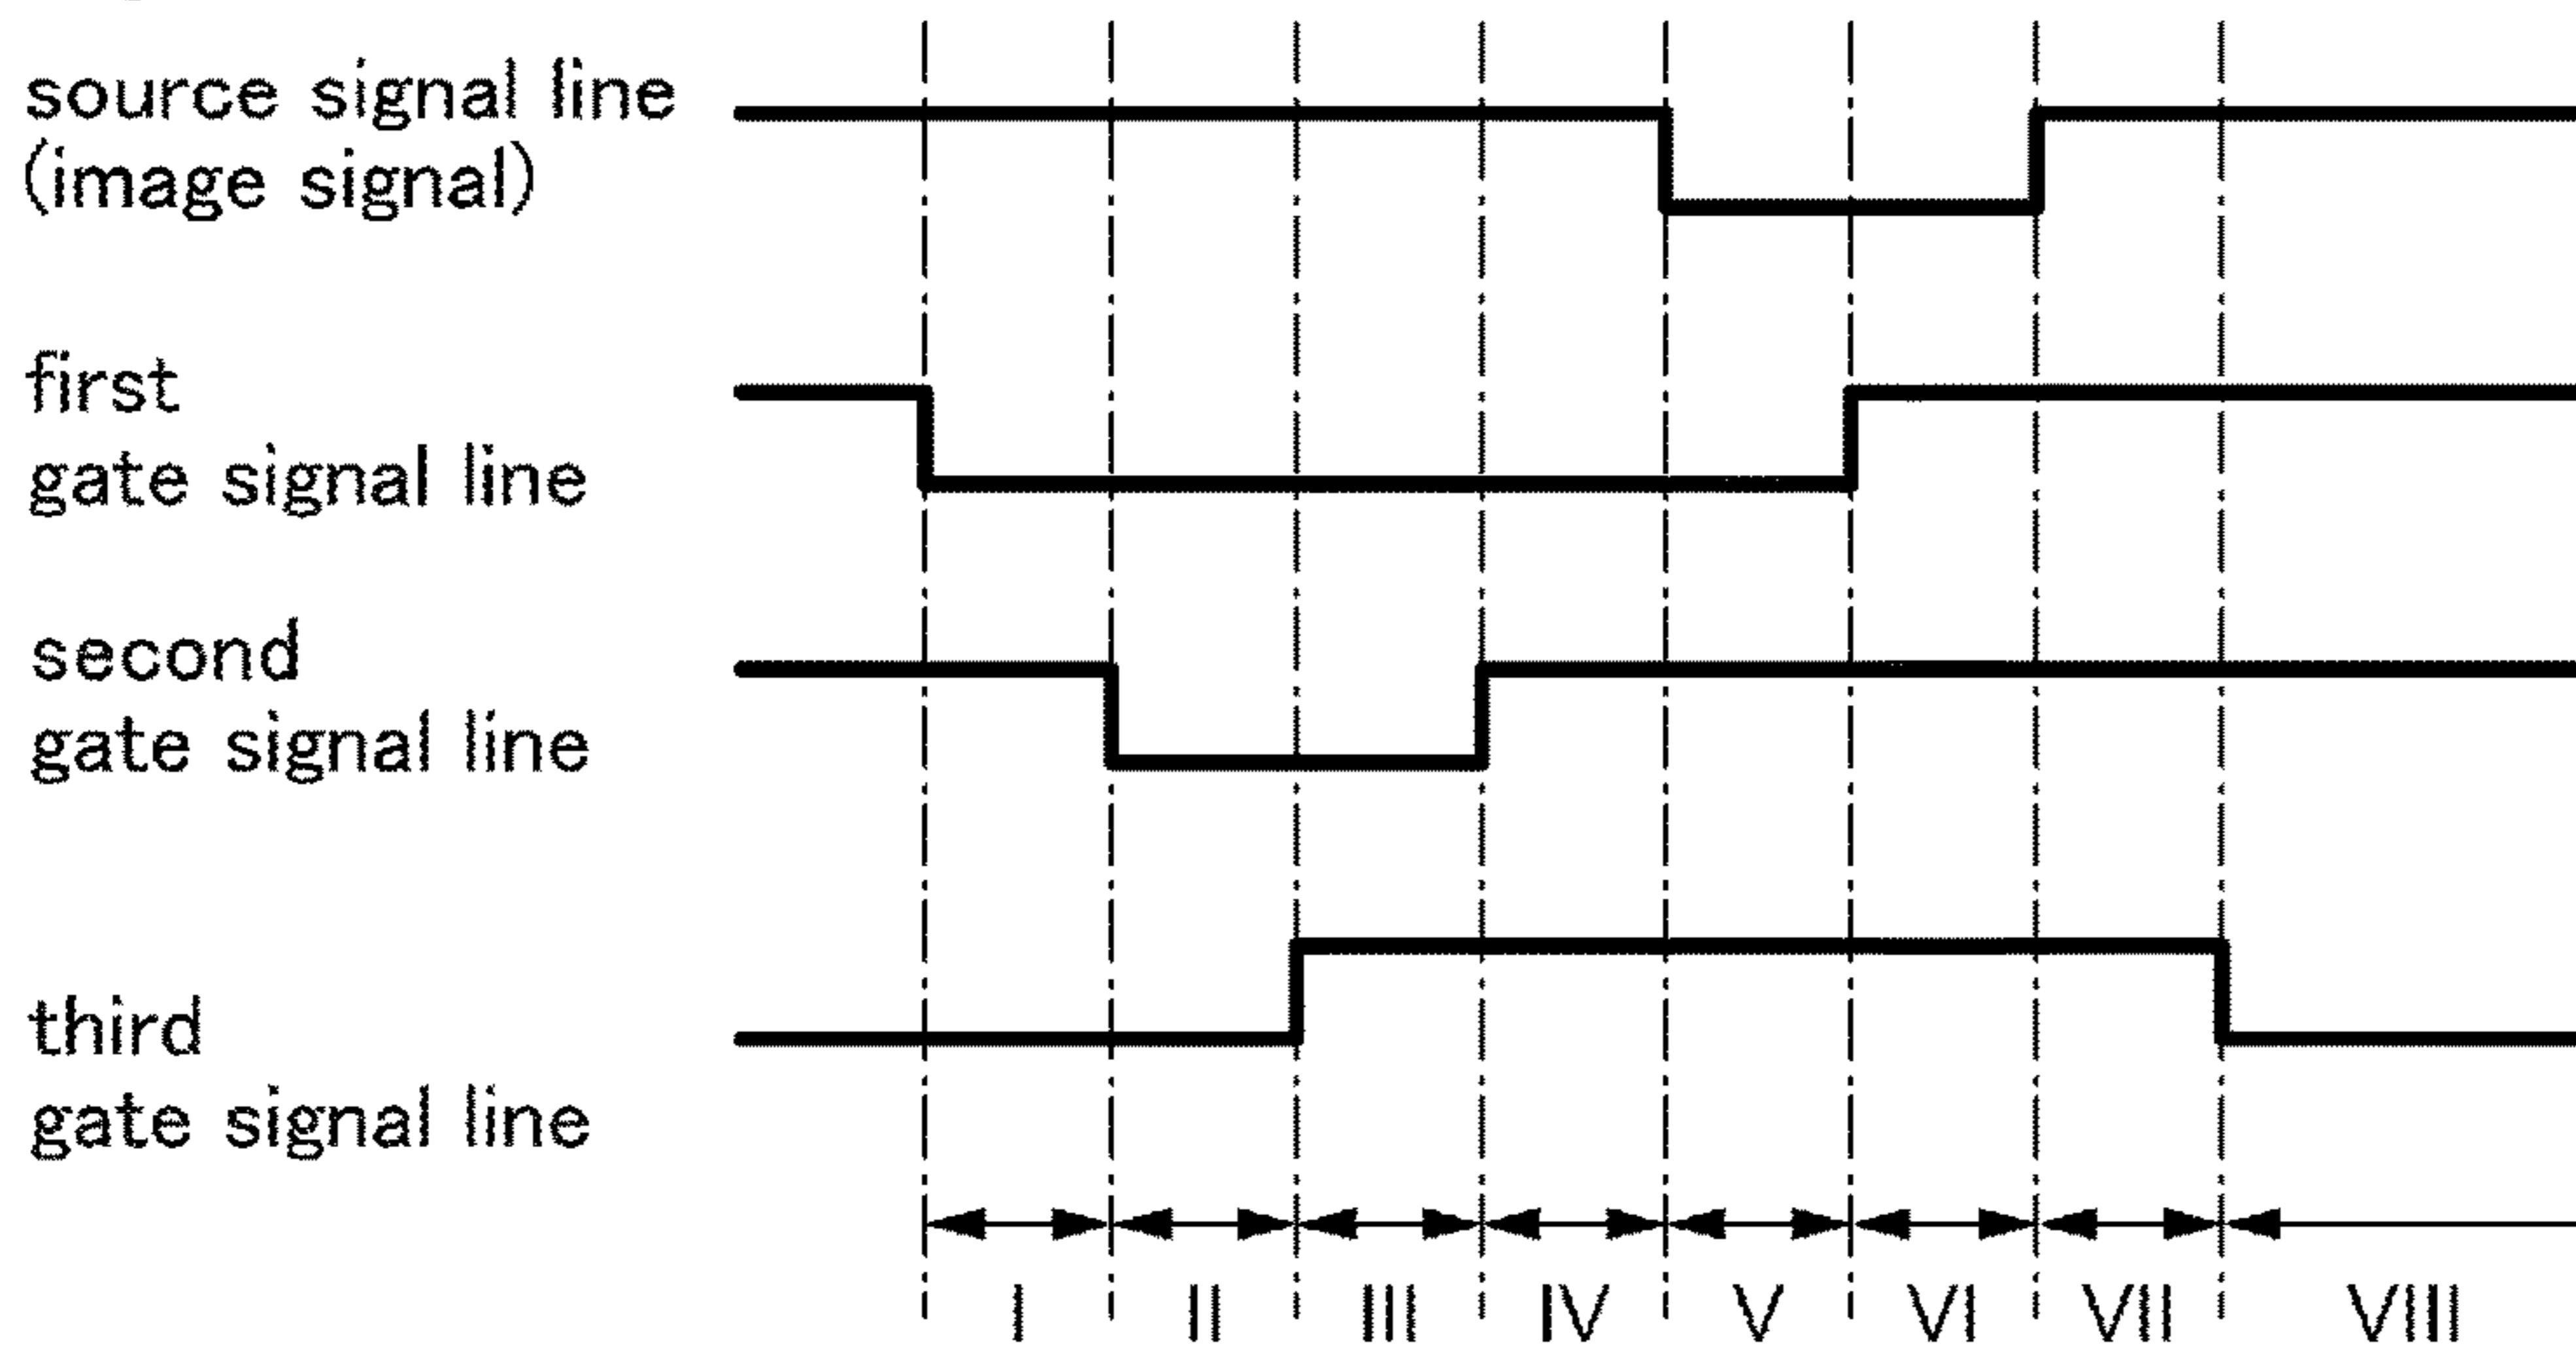 source signal line
(image signal)
first
gate signal line
second
gate signal line
third
gate signal line
I II III IV V VI VII VIII